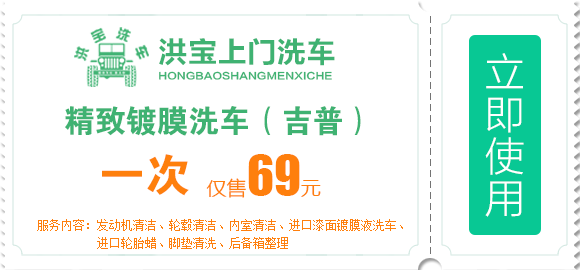 洪宝洗车
洪宝上门洗车
HONGBAOSHANGMENXICHE
精致镀膜洗车（吉普）
一次 仅售69元
服务内容：发动机清洁、轮毂清洁、内室清洁、进口漆面镀膜液洗车、
进口轮胎蜡、脚垫清洗、后备箱整理
立即使用